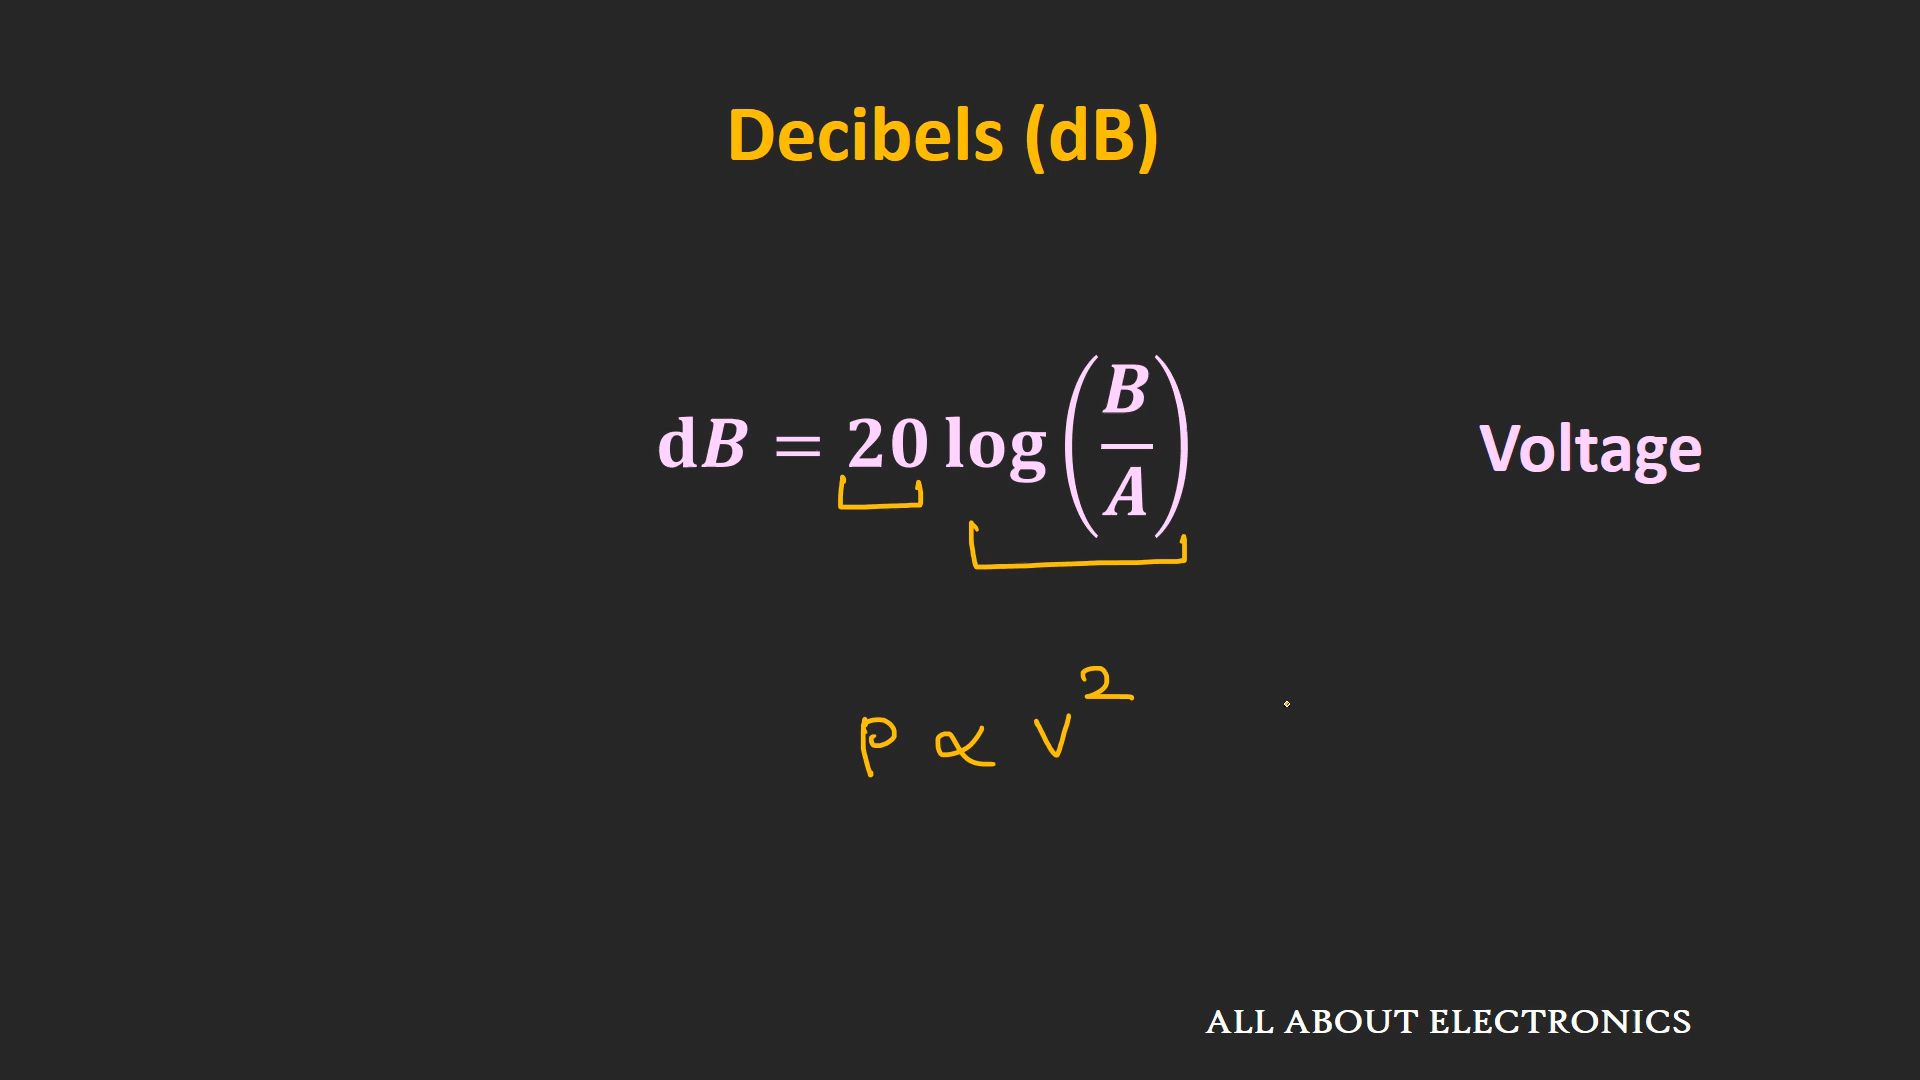 Decibels (dB)
dB = 20 log(B/A) Voltage
P ∝ V²
ALL ABOUT ELECTRONICS